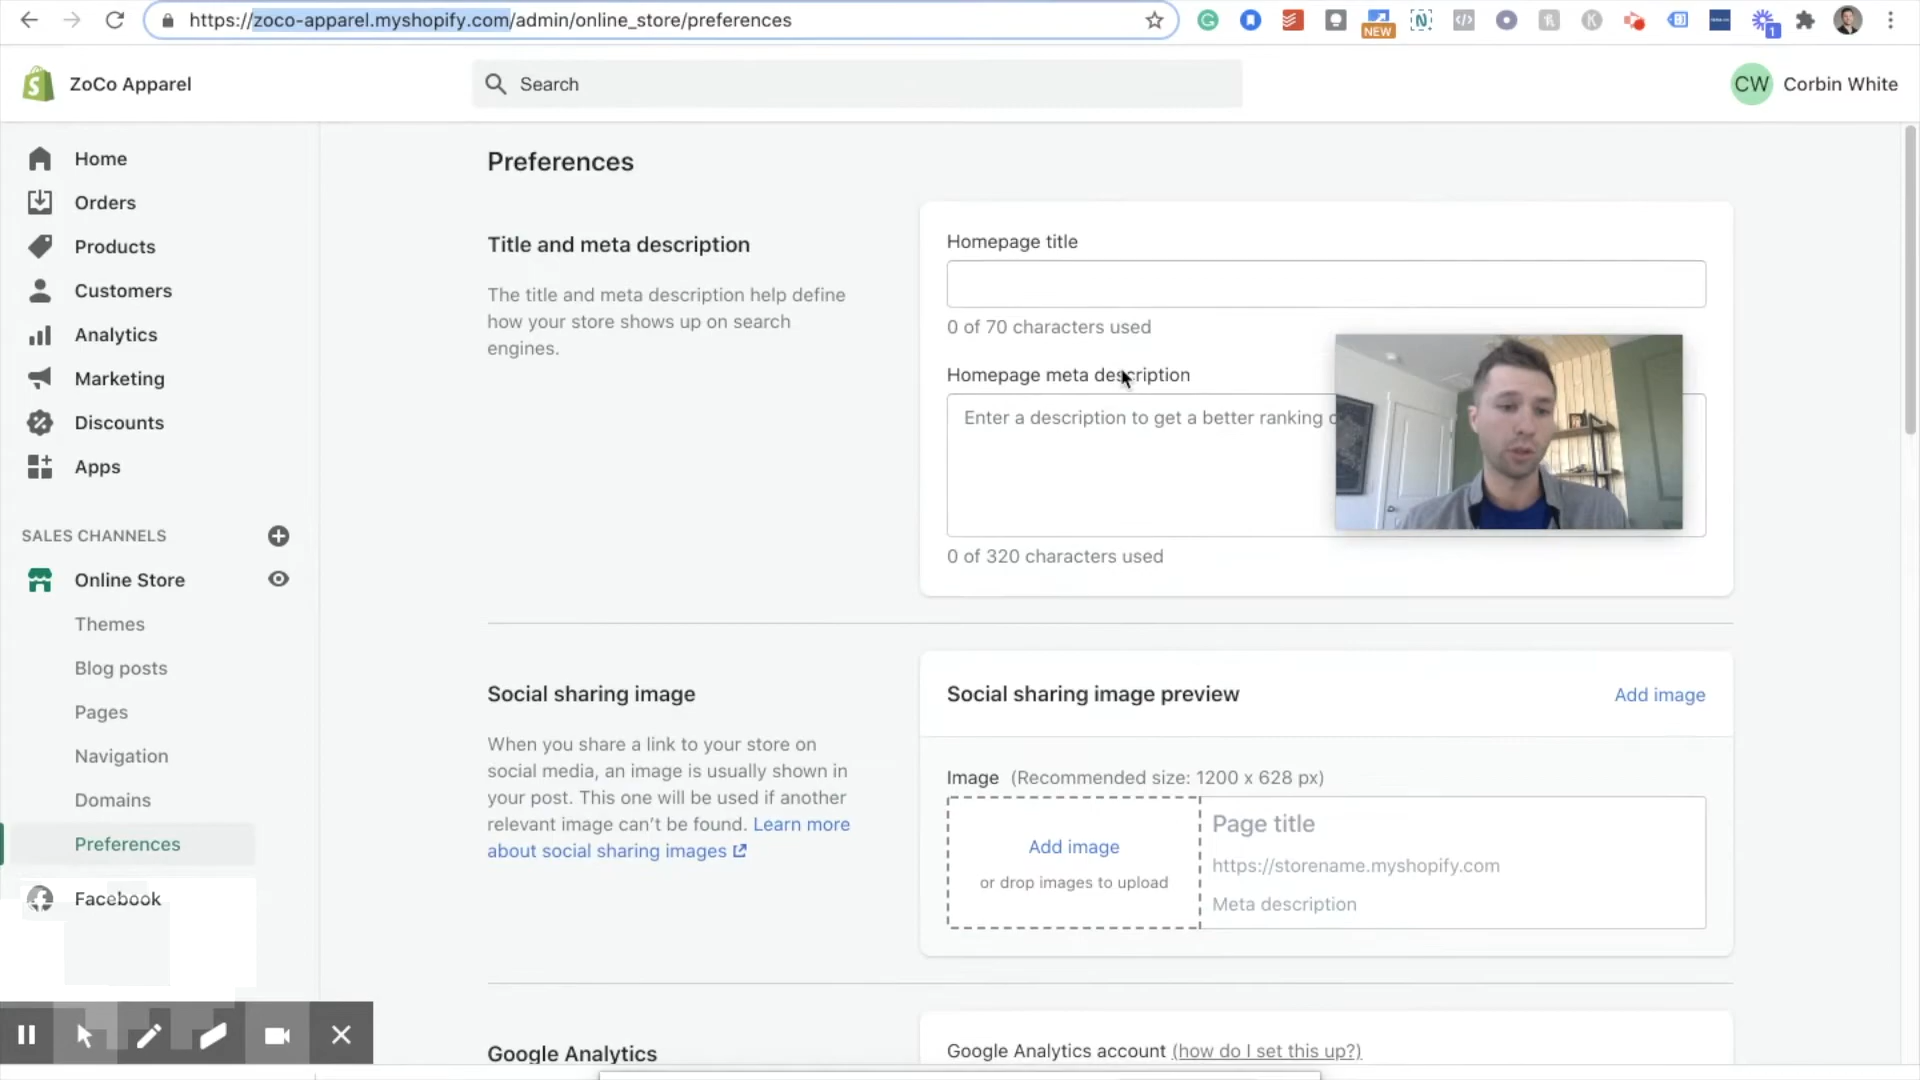 https://zoco-apparel.myshopify.com/admin/online_store/preferences
NEW
1
ZoCo Apparel
Search
CW
Corbin White
Home
Orders
Products
Customers
Analytics
Marketing
Discounts
Apps
SALES CHANNELS
Online Store
Themes
Blog posts
Pages
Navigation
Domains
Preferences
Facebook
Preferences
Title and meta description
The title and meta description help define
how your store shows up on search
engines.
Homepage title
0 of 70 characters used
Homepage meta description
Enter a description to get a better ranking
0 of 320 characters used
Social sharing image
When you share a link to your store on
social media, an image is usually shown in
your post. This one will be used if another
relevant image can't be found. Learn more
about social sharing images
Social sharing image preview
Add image
Image (Recommended size: 1200 x 628 px)
Add image
or drop images to upload
Page title
https://storename.myshopify.com
Meta description
Google Analytics
Google Analytics account (how do I set this up?)